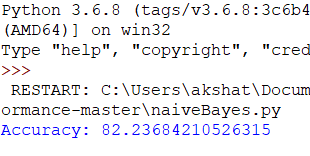 Python 3.6.8 (tags/v3.6.8:3c6b4
(AMD64)] on win32
Type "help", "copyright", "cred
>>>
RESTART: C:\Users\akshat\Docum
ormance-master\naiveBayes.py
Accuracy: 82.23684210526315